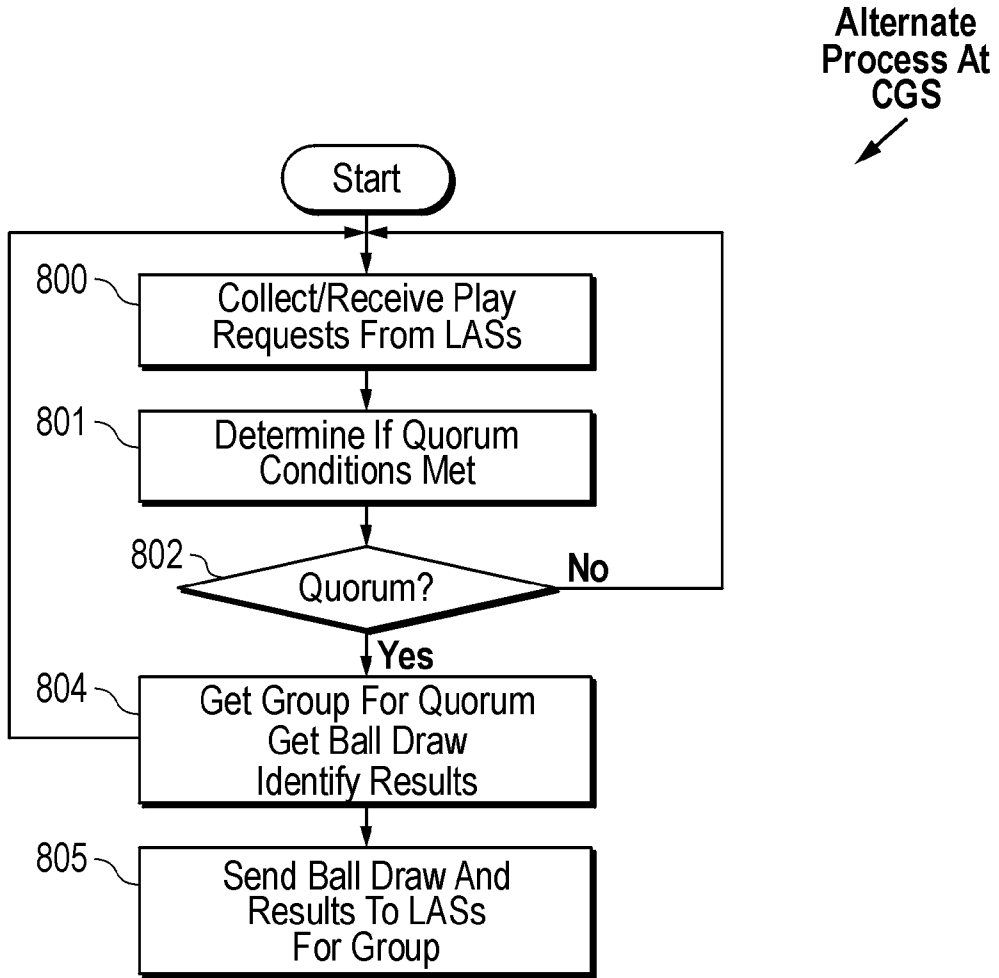 Alternate
Process At
CGS
Start
800
Collect/Receive Play
Requests From LASs
801
Determine If Quorum
Conditions Met
802
Quorum?
No
Yes
804
Get Group For Quorum
Get Ball Draw
Identify Results
805
Send Ball Draw And
Results To LASs
For Group